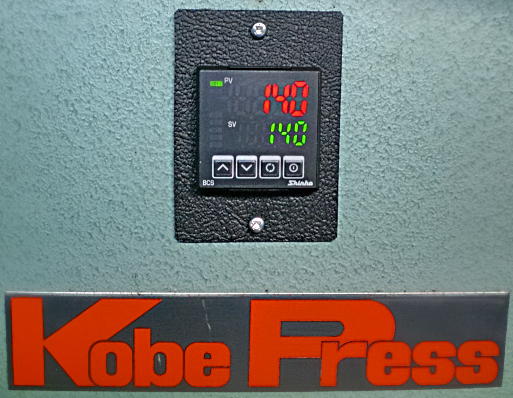 PV
140
SV
140
BCS
Shinko
Kobe Press